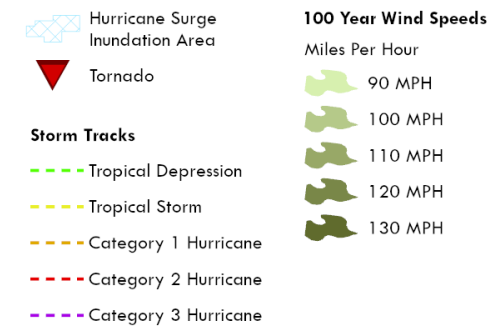 Hurricane Surge
Inundation Area
Tornado
Storm Tracks
Tropical Depression
Tropical Storm
Category 1 Hurricane
Category 2 Hurricane
Category 3 Hurricane
100 Year Wind Speeds
Miles Per Hour
90 MPH
100 MPH
110 MPH
120 MPH
130 MPH